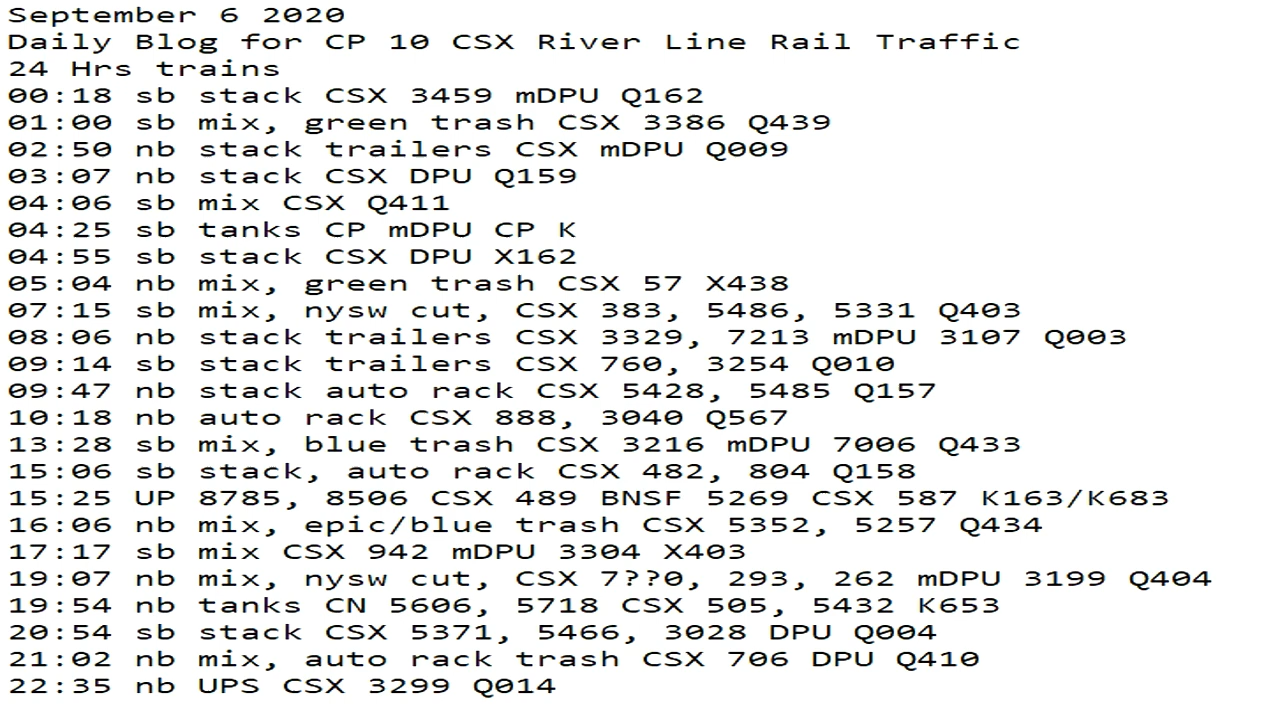 September 6 2020
Daily Blog for CP 10 CSX River Line Rail Traffic
24 Hrs trains
00:18 sb stack CSX 3459 mDPU Q162
01:00 sb mix, green trash CSX 3386 Q439
02:50 nb stack trailers CSX mDPU Q009
03:07 nb stack CSX DPU Q159
04:06 sb mix CSX Q411
04:25 sb tanks CP mDPU CP K
04:55 sb stack CSX DPU X162
05:04 nb mix, green trash CSX 57 X438
07:15 sb mix, nysw cut, CSX 383, 5486, 5331 Q403
08:06 nb stack trailers CSX 3329, 7213 mDPU 3107 Q003
09:14 sb stack trailers CSX 760, 3254 Q010
09:47 nb stack auto rack CSX 5428, 5485 Q157
10:18 nb auto rack CSX 888, 3040 Q567
13:28 sb mix, blue trash CSX 3216 mDPU 7006 Q433
15:06 sb stack, auto rack CSX 482, 804 Q158
15:25 UP 8785, 8506 CSX 489 BNSF 5269 CSX 587 K163/K683
16:06 nb mix, epic/blue trash CSX 5352, 5257 Q434
17:17 sb mix CSX 942 mDPU 3304 X403
19:07 nb mix, nysw cut, CSX 7??0, 293, 262 mDPU 3199 Q404
19:54 nb tanks CN 5606, 5718 CSX 505, 5432 K653
20:54 sb stack CSX 5371, 5466, 3028 DPU Q004
21:02 nb mix, auto rack trash CSX 706 DPU Q410
22:35 nb UPS CSX 3299 Q014